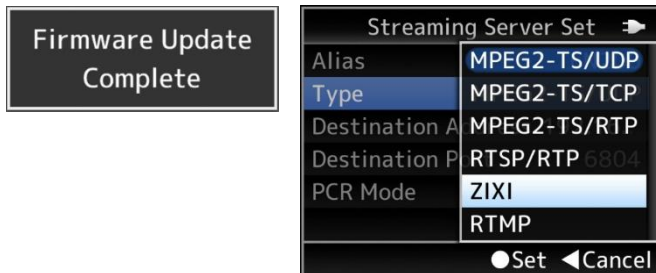 Firmware Update
Complete
Streaming Server Set
Alias
MPEG2-TS/UDP
Type
MPEG2-TS/TCP
Destination A
MPEG2-TS/RTP
Destination P
RTSP/RTP
6804
PCR Mode
ZIXI
RTMP
●Set ◀Cancel